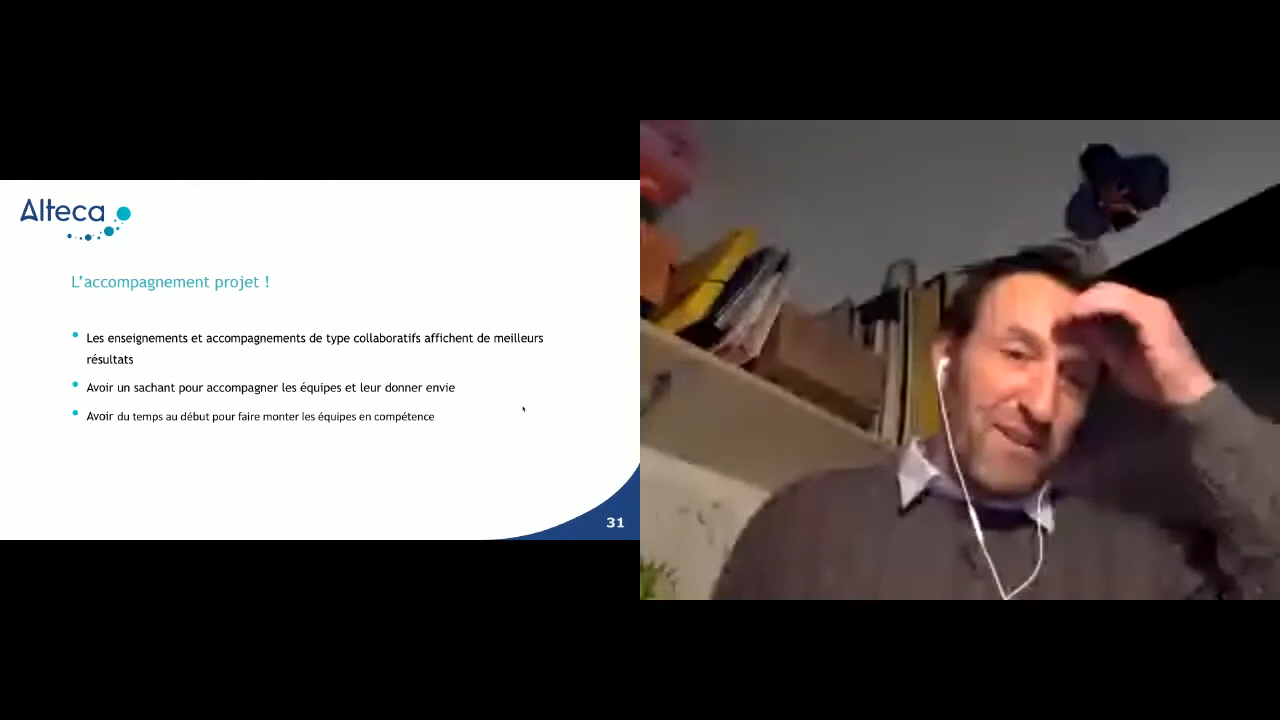 Alteca
L'accompagnement projet !
• Les enseignements et accompagnements de type collaboratifs affichent de meilleurs
résultats
• Avoir un sachant pour accompagner les équipes et leur donner envie
• Avoir du temps au début pour faire monter les équipes en compétence
31